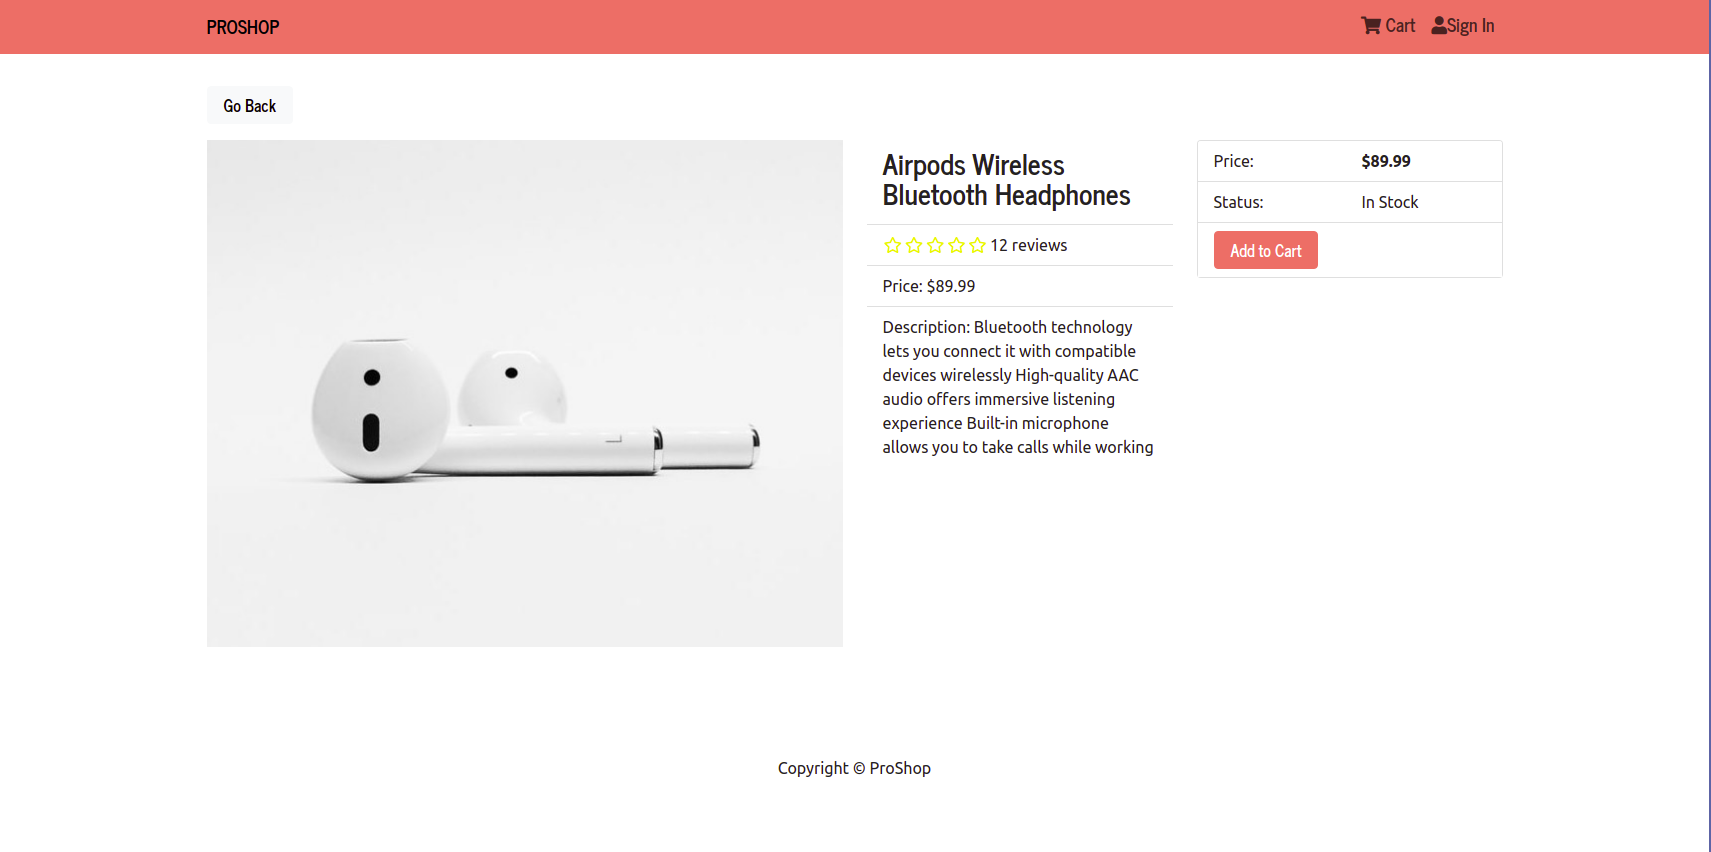 PROSHOP
Cart
Sign In
Go Back
Airpods Wireless
Bluetooth Headphones
12 reviews
Price: $89.99
Description: Bluetooth technology
lets you connect it with compatible
devices wirelessly High-quality AAC
audio offers immersive listening
experience Built-in microphone
allows you to take calls while working
Price: $89.99
Status: In Stock
Add to Cart
Copyright © ProShop